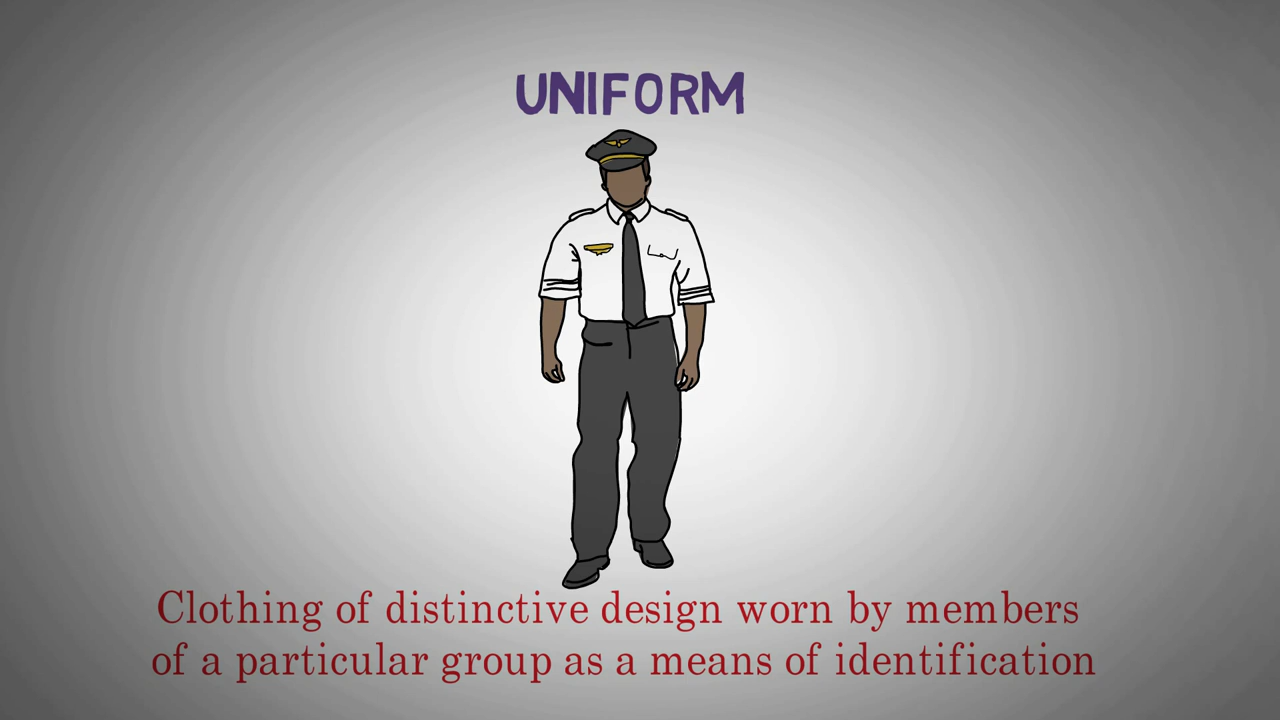 UNIFORM
Clothing of distinctive design worn by members
of a particular group as a means of identification